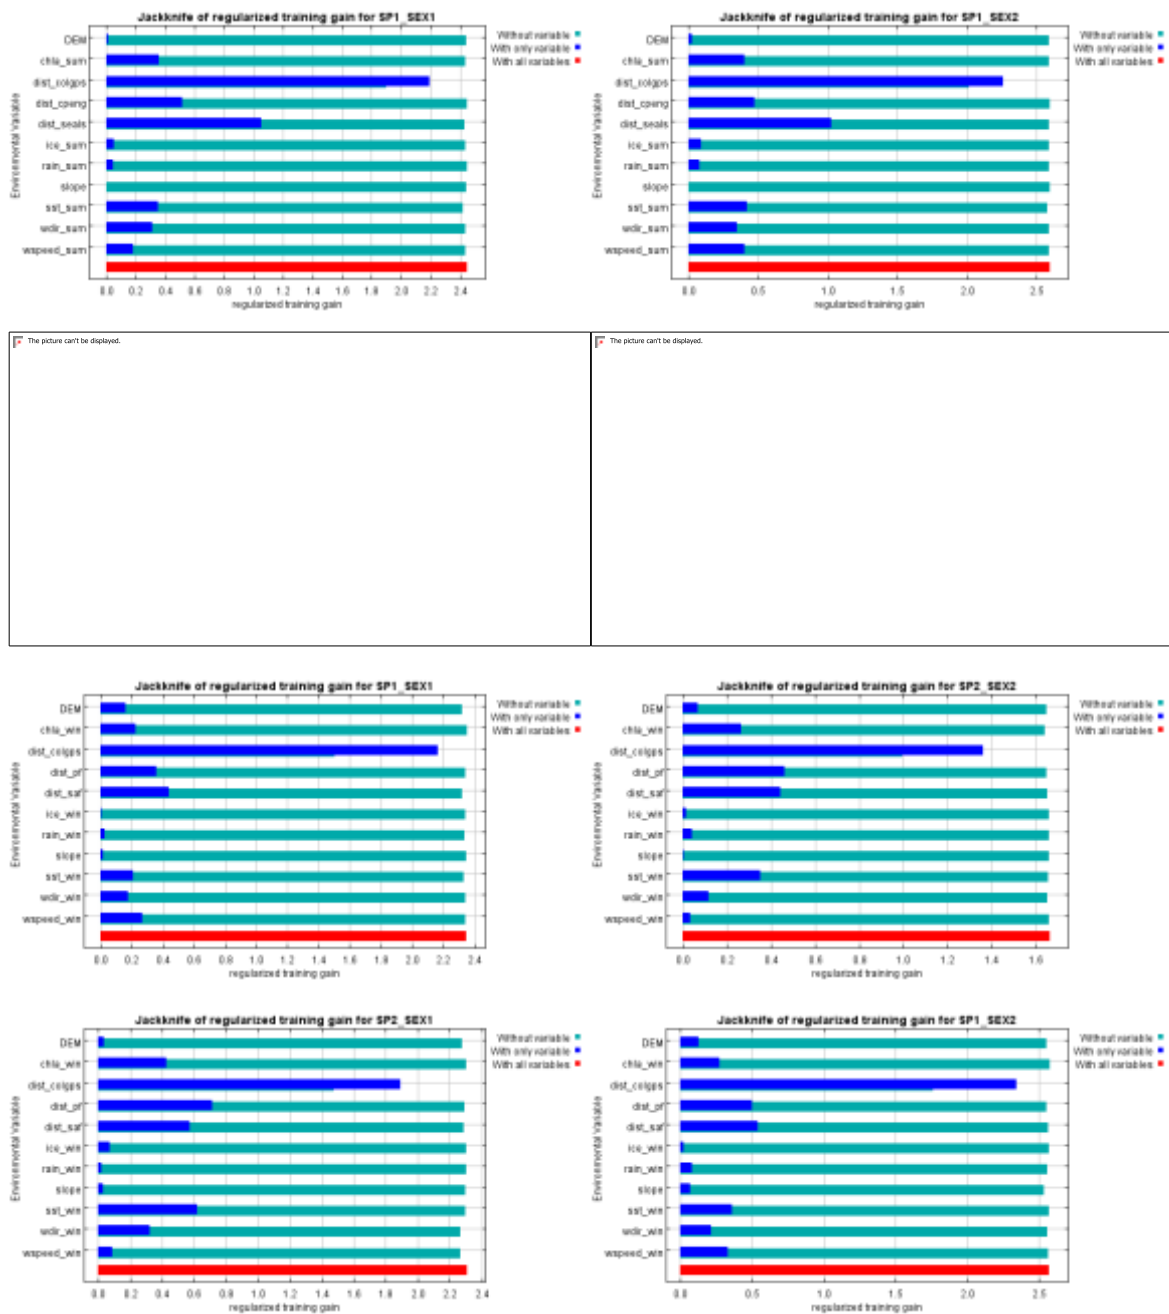 Jackknife of regularized training gain for SP1_SEX1
Environmental Variable
DEM
chla_sum
dist_colgps
dist_cpeng
dist_seals
ice_sum
rain_sum
slope
sst_sum
wdir_sum
wspeed_sum
0.0 0.2 0.4 0.6 0.8 1.0 1.2 1.4 1.6 1.8 2.0 2.2 2.4
regularized training gain
Without variable
With only variable
With all variables
Jackknife of regularized training gain for SP1_SEX2
Environmental Variable
DEM
chla_sum
dist_colgps
dist_cpeng
dist_seals
ice_sum
rain_sum
slope
sst_sum
wdir_sum
wspeed_sum
0.0 0.5 1.0 1.5 2.0 2.5
regularized training gain
Without variable
With only variable
With all variables
The picture can't be displayed.
The picture can't be displayed.
Jackknife of regularized training gain for SP1_SEX1
Environmental Variable
DEM
chla_win
dist_colgps
dist_pf
dist_saf
ice_win
rain_win
slope
sst_win
wdir_win
wspeed_win
0.0 0.2 0.4 0.6 0.8 1.0 1.2 1.4 1.6 1.8 2.0 2.2 2.4
regularized training gain
Without variable
With only variable
With all variables
Jackknife of regularized training gain for SP2_SEX2
Environmental Variable
DEM
chla_win
dist_colgps
dist_pf
dist_saf
ice_win
rain_win
slope
sst_win
wdir_win
wspeed_win
0.0 0.2 0.4 0.6 0.8 1.0 1.2 1.4 1.6
regularized training gain
Without variable
With only variable
With all variables
Jackknife of regularized training gain for SP2_SEX1
Environmental Variable
DEM
chla_win
dist_colgps
dist_pf
dist_saf
ice_win
rain_win
slope
sst_win
wdir_win
wspeed_win
0.0 0.2 0.4 0.6 0.8 1.0 1.2 1.4 1.6 1.8 2.0 2.2 2.4
regularized training gain
Without variable
With only variable
With all variables
Jackknife of regularized training gain for SP1_SEX2
Environmental Variable
DEM
chla_win
dist_colgps
dist_pf
dist_saf
ice_win
rain_win
slope
sst_win
wdir_win
wspeed_win
0.0 0.5 1.0 1.5 2.0 2.5
regularized training gain
Without variable
With only variable
With all variables